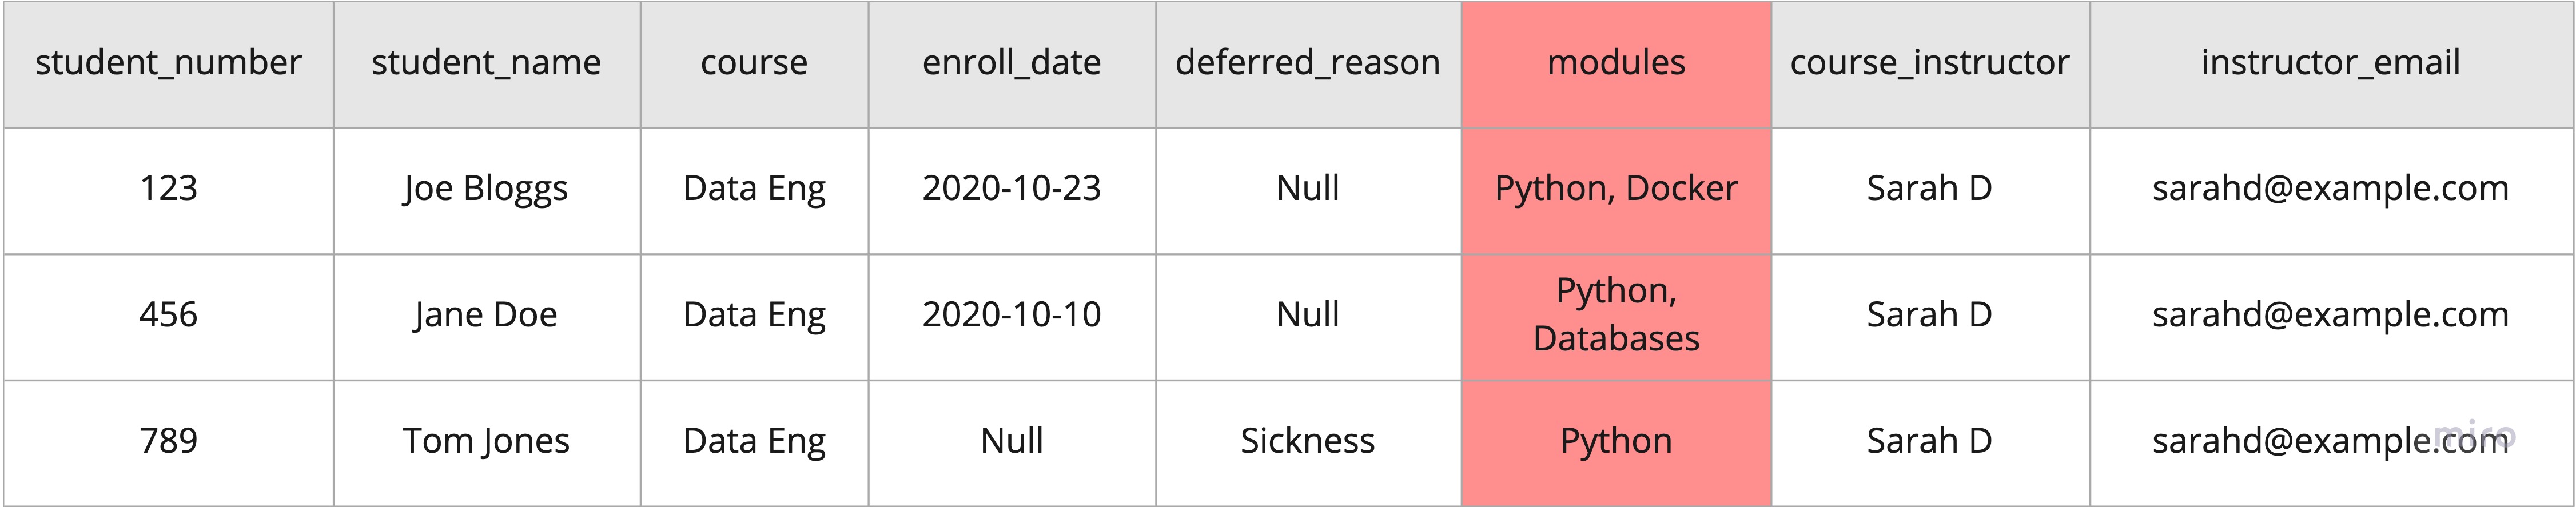 student_number student_name course enroll_date deferred_reason modules course_instructor instructor_email
123 Joe Bloggs Data Eng 2020-10-23 Null Python, Docker Sarah D sarahd@example.com
456 Jane Doe Data Eng 2020-10-10 Null Python, Databases Sarah D sarahd@example.com
789 Tom Jones Data Eng Null Sickness Python Sarah D sarahd@example.com
miro